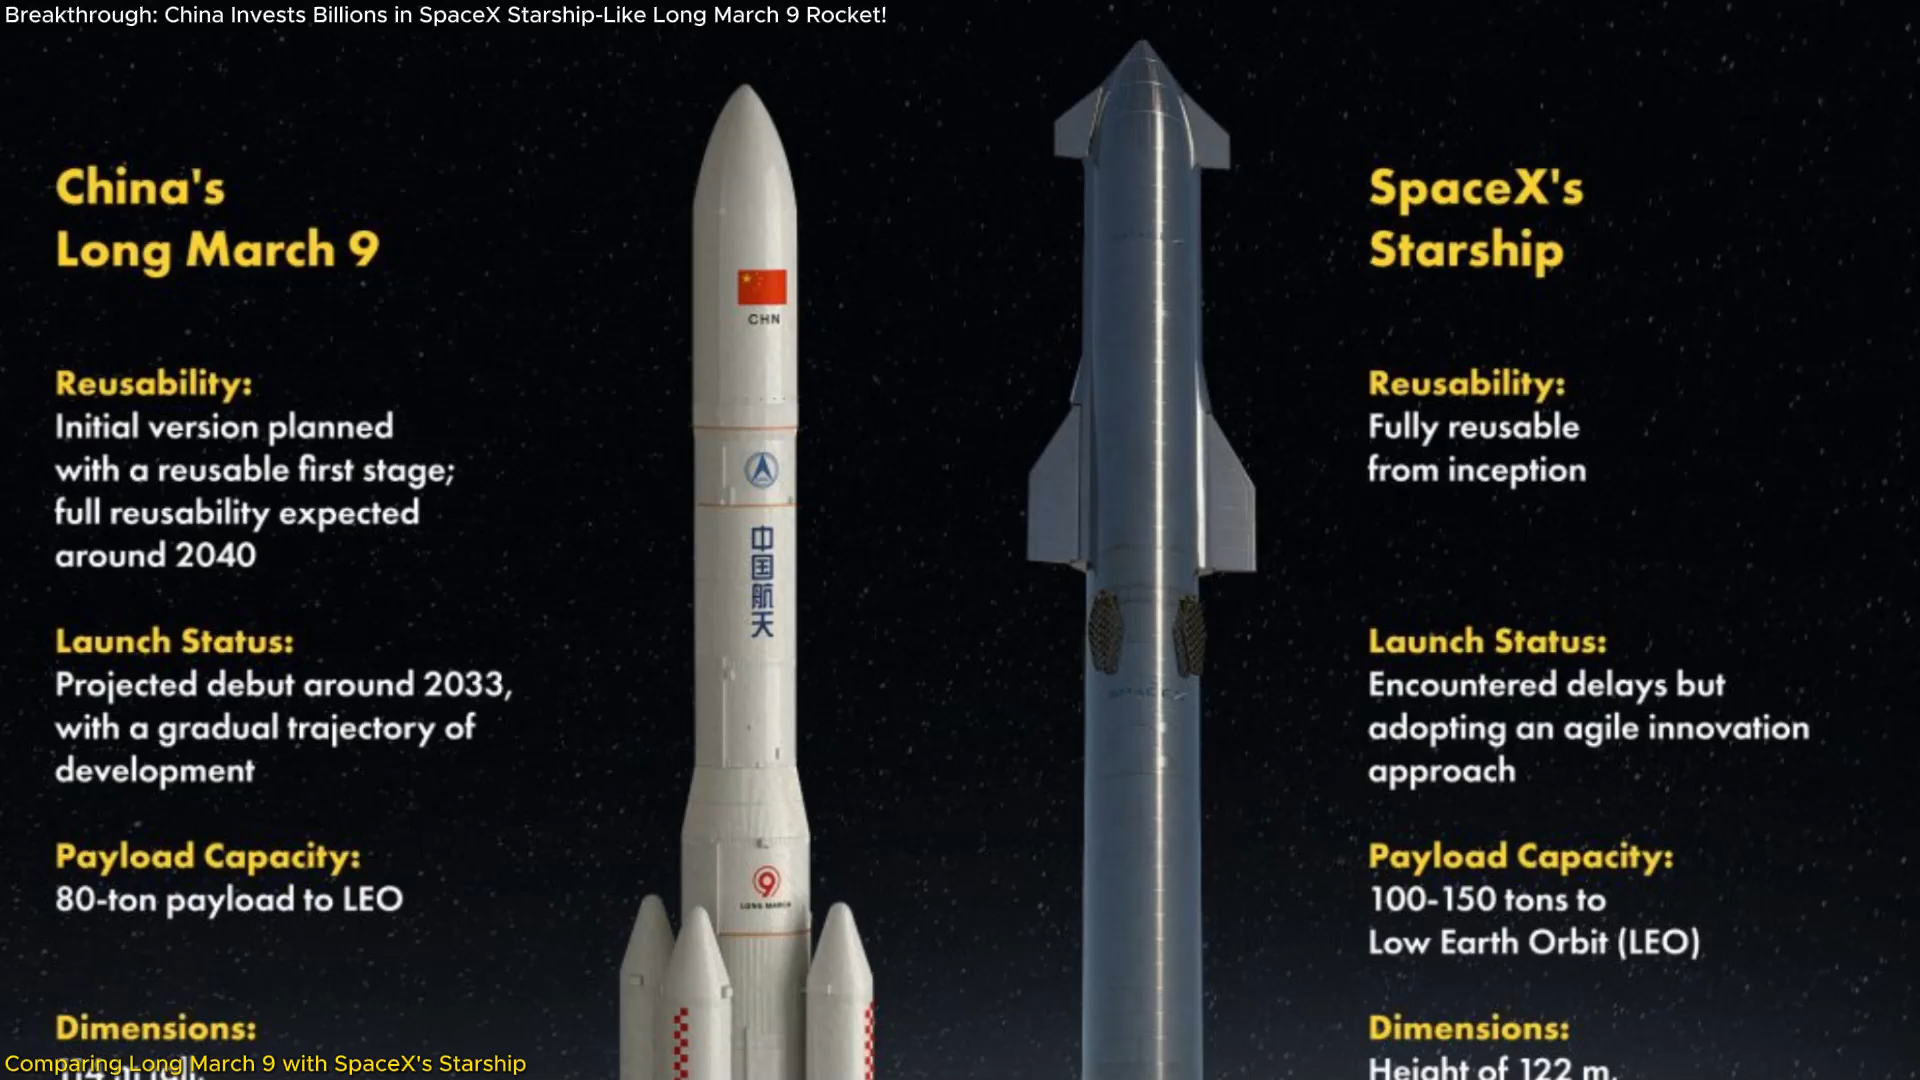 Breakthrough: China Invests Billions in SpaceX Starship-Like Long March 9 Rocket!
China's
Long March 9
Reusability:
Initial version planned
with a reusable first stage;
full reusability expected
around 2040
Launch Status:
Projected debut around 2033,
with a gradual trajectory of
development
Payload Capacity:
80-ton payload to LEO
Dimensions:
CHN
中国航天
9
LONG MARCH
SPACEX
SpaceX's
Starship
Reusability:
Fully reusable
from inception
Launch Status:
Encountered delays but
adopting an agile innovation
approach
Payload Capacity:
100-150 tons to
Low Earth Orbit (LEO)
Dimensions:
Height of 122 m,
Comparing Long March 9 with SpaceX's Starship